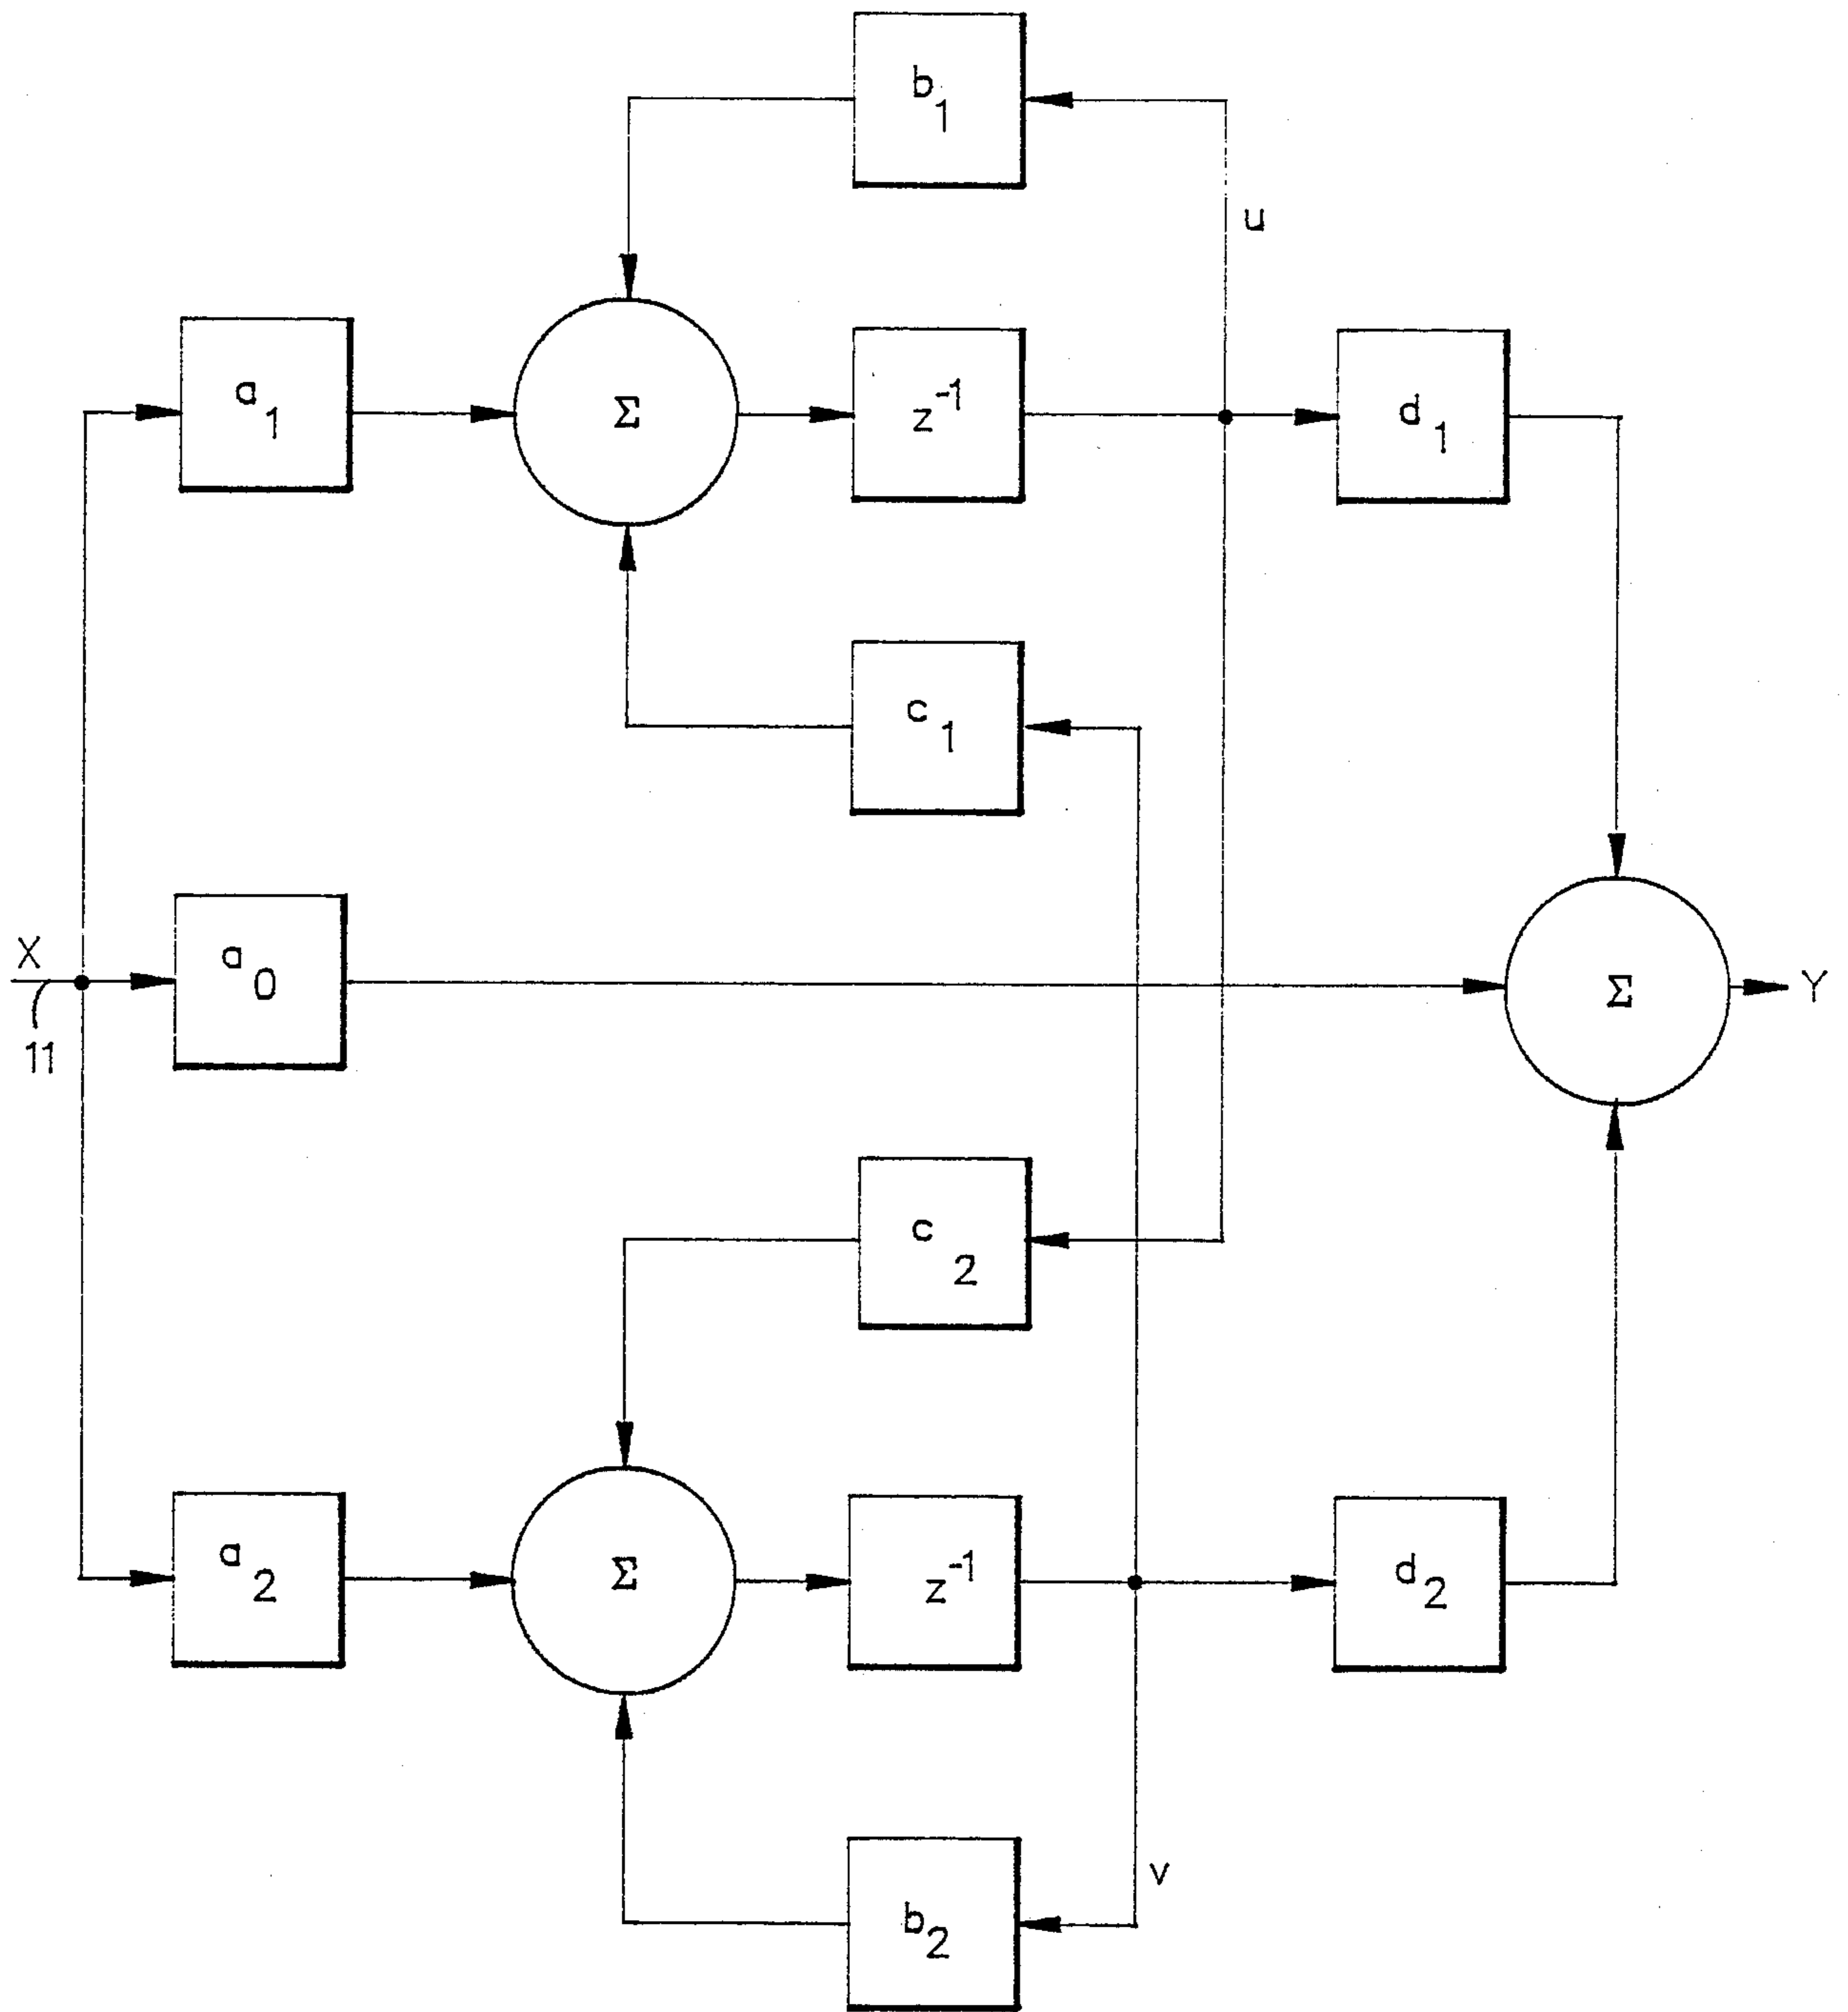 b₁
u
a₁
Σ
z⁻¹
d₁
c₁
X
a₀
Σ
Y
11
c₂
a₂
Σ
z⁻¹
d₂
v
b₂